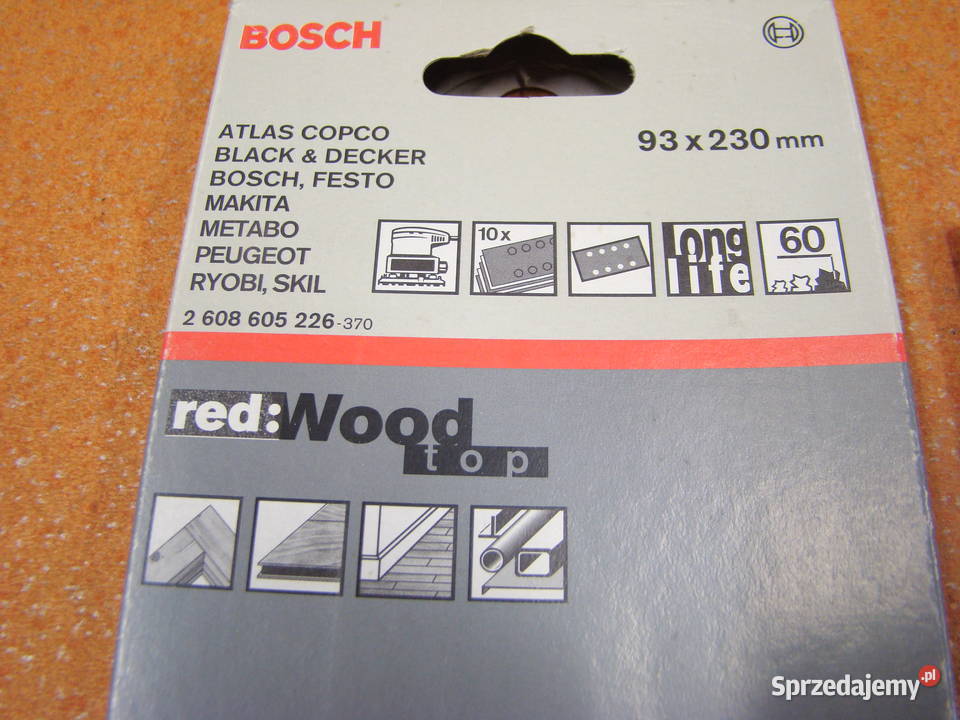 BOSCH
ATLAS COPCO
BLACK & DECKER
BOSCH, FESTO
MAKITA
METABO
PEUGEOT
RYOBI, SKIL
2 608 605 226-370
93 x 230 mm
10 x
Long
life
60
red:Wood
top
Sprzedajemy.pl